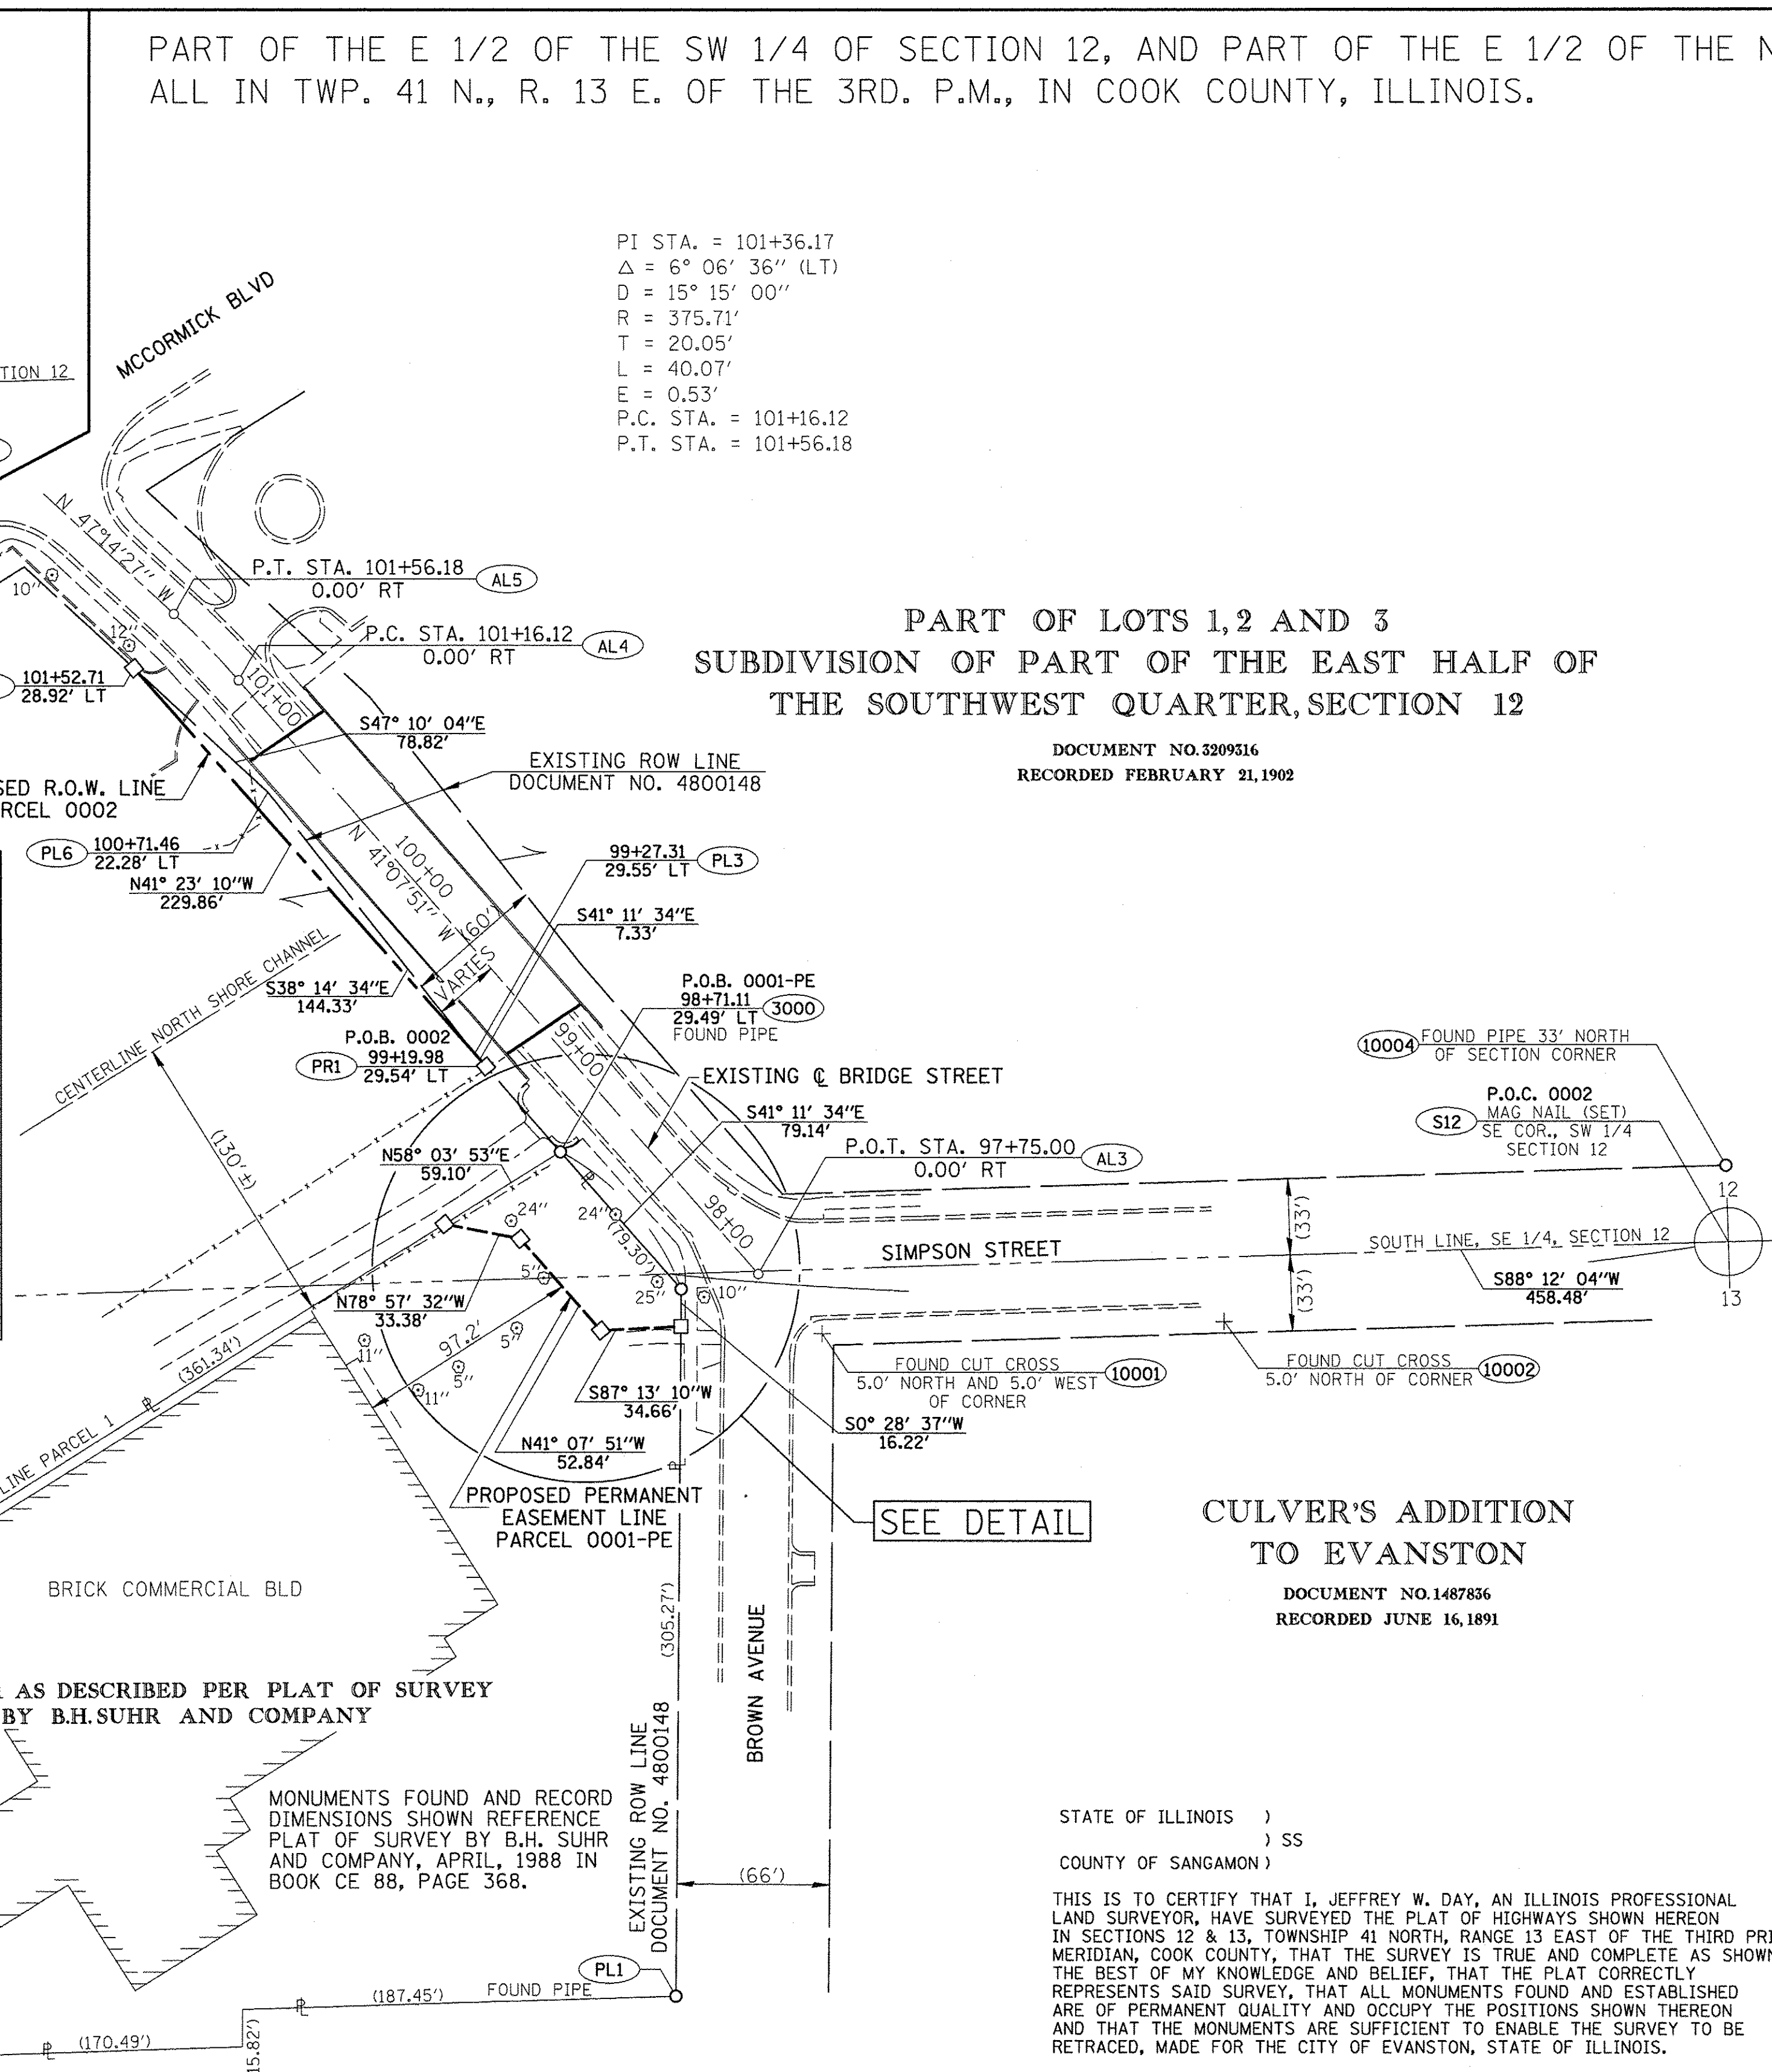 PART OF THE E 1/2 OF THE SW 1/4 OF SECTION 12, AND PART OF THE E 1/2 OF THE N
ALL IN TWP. 41 N., R. 13 E. OF THE 3RD. P.M., IN COOK COUNTY, ILLINOIS.
PI STA. = 101+36.17
Δ = 6° 06' 36" (LT)
D = 15° 15' 00"
R = 375.71'
T = 20.05'
L = 40.07'
E = 0.53'
P.C. STA. = 101+16.12
P.T. STA. = 101+56.18
MCCORMICK BLVD
TION 12
N 47°14'27" W
P.T. STA. 101+56.18
0.00' RT
AL5
10"
12"
P.C. STA. 101+16.12
0.00' RT
AL4
101+52.71
28.92' LT
101+00
PART OF LOTS 1, 2 AND 3
SUBDIVISION OF PART OF THE EAST HALF OF
THE SOUTHWEST QUARTER, SECTION 12
DOCUMENT NO. 3209316
RECORDED FEBRUARY 21, 1902
S47° 10' 04"E
78.82'
EXISTING ROW LINE
DOCUMENT NO. 4800148
SED R.O.W. LINE
RCEL 0002
PL6
100+71.46
22.28' LT
N41° 23' 10"W
229.86'
100+00
N 41°07'51" W
99+27.31
29.55' LT
PL3
S41° 11' 34"E
7.33'
(60')
VARIES
CENTERLINE NORTH SHORE CHANNEL
S38° 14' 34"E
144.33'
P.O.B. 0001-PE
98+71.11
29.49' LT
3000
FOUND PIPE
P.O.B. 0002
PR1
99+19.98
29.54' LT
99+00
EXISTING ℄ BRIDGE STREET
S41° 11' 34"E
79.14'
10004
FOUND PIPE 33' NORTH
OF SECTION CORNER
P.O.C. 0002
S12
MAG NAIL (SET)
SE COR., SW 1/4
SECTION 12
(130'±)
N58° 03' 53"E
59.10'
P.O.T. STA. 97+75.00
0.00' RT
AL3
24"
24"
(79.30')
98+00
12
13
(33')
(33')
SIMPSON STREET
SOUTH LINE, SE 1/4, SECTION 12
S88° 12' 04"W
458.48'
5"
25"
10"
N78° 57' 32"W
33.38'
97.2'
5"
5"
11"
11"
(361.34')
℄
LINE PARCEL 1
S87° 13' 10"W
34.66'
FOUND CUT CROSS
5.0' NORTH AND 5.0' WEST
OF CORNER
10001
FOUND CUT CROSS
5.0' NORTH OF CORNER
10002
S0° 28' 37"W
16.22'
N41° 07' 51"W
52.84'
PROPOSED PERMANENT
EASEMENT LINE
PARCEL 0001-PE
SEE DETAIL
CULVER'S ADDITION
TO EVANSTON
DOCUMENT NO. 1487836
RECORDED JUNE 16, 1891
BRICK COMMERCIAL BLD
(305.27')
BROWN AVENUE
AS DESCRIBED PER PLAT OF SURVEY
BY B.H. SUHR AND COMPANY
EXISTING ROW LINE
DOCUMENT NO. 4800148
MONUMENTS FOUND AND RECORD
DIMENSIONS SHOWN REFERENCE
PLAT OF SURVEY BY B.H. SUHR
AND COMPANY, APRIL, 1988 IN
BOOK CE 88, PAGE 368.
(66')
STATE OF ILLINOIS )
) SS
COUNTY OF SANGAMON )
THIS IS TO CERTIFY THAT I, JEFFREY W. DAY, AN ILLINOIS PROFESSIONAL
LAND SURVEYOR, HAVE SURVEYED THE PLAT OF HIGHWAYS SHOWN HEREON
IN SECTIONS 12 & 13, TOWNSHIP 41 NORTH, RANGE 13 EAST OF THE THIRD PRI
MERIDIAN, COOK COUNTY, THAT THE SURVEY IS TRUE AND COMPLETE AS SHOWN
THE BEST OF MY KNOWLEDGE AND BELIEF, THAT THE PLAT CORRECTLY
REPRESENTS SAID SURVEY, THAT ALL MONUMENTS FOUND AND ESTABLISHED
ARE OF PERMANENT QUALITY AND OCCUPY THE POSITIONS SHOWN THEREON
AND THAT THE MONUMENTS ARE SUFFICIENT TO ENABLE THE SURVEY TO BE
RETRACED, MADE FOR THE CITY OF EVANSTON, STATE OF ILLINOIS.
PL1
(187.45')
FOUND PIPE
(170.49')
15.82')